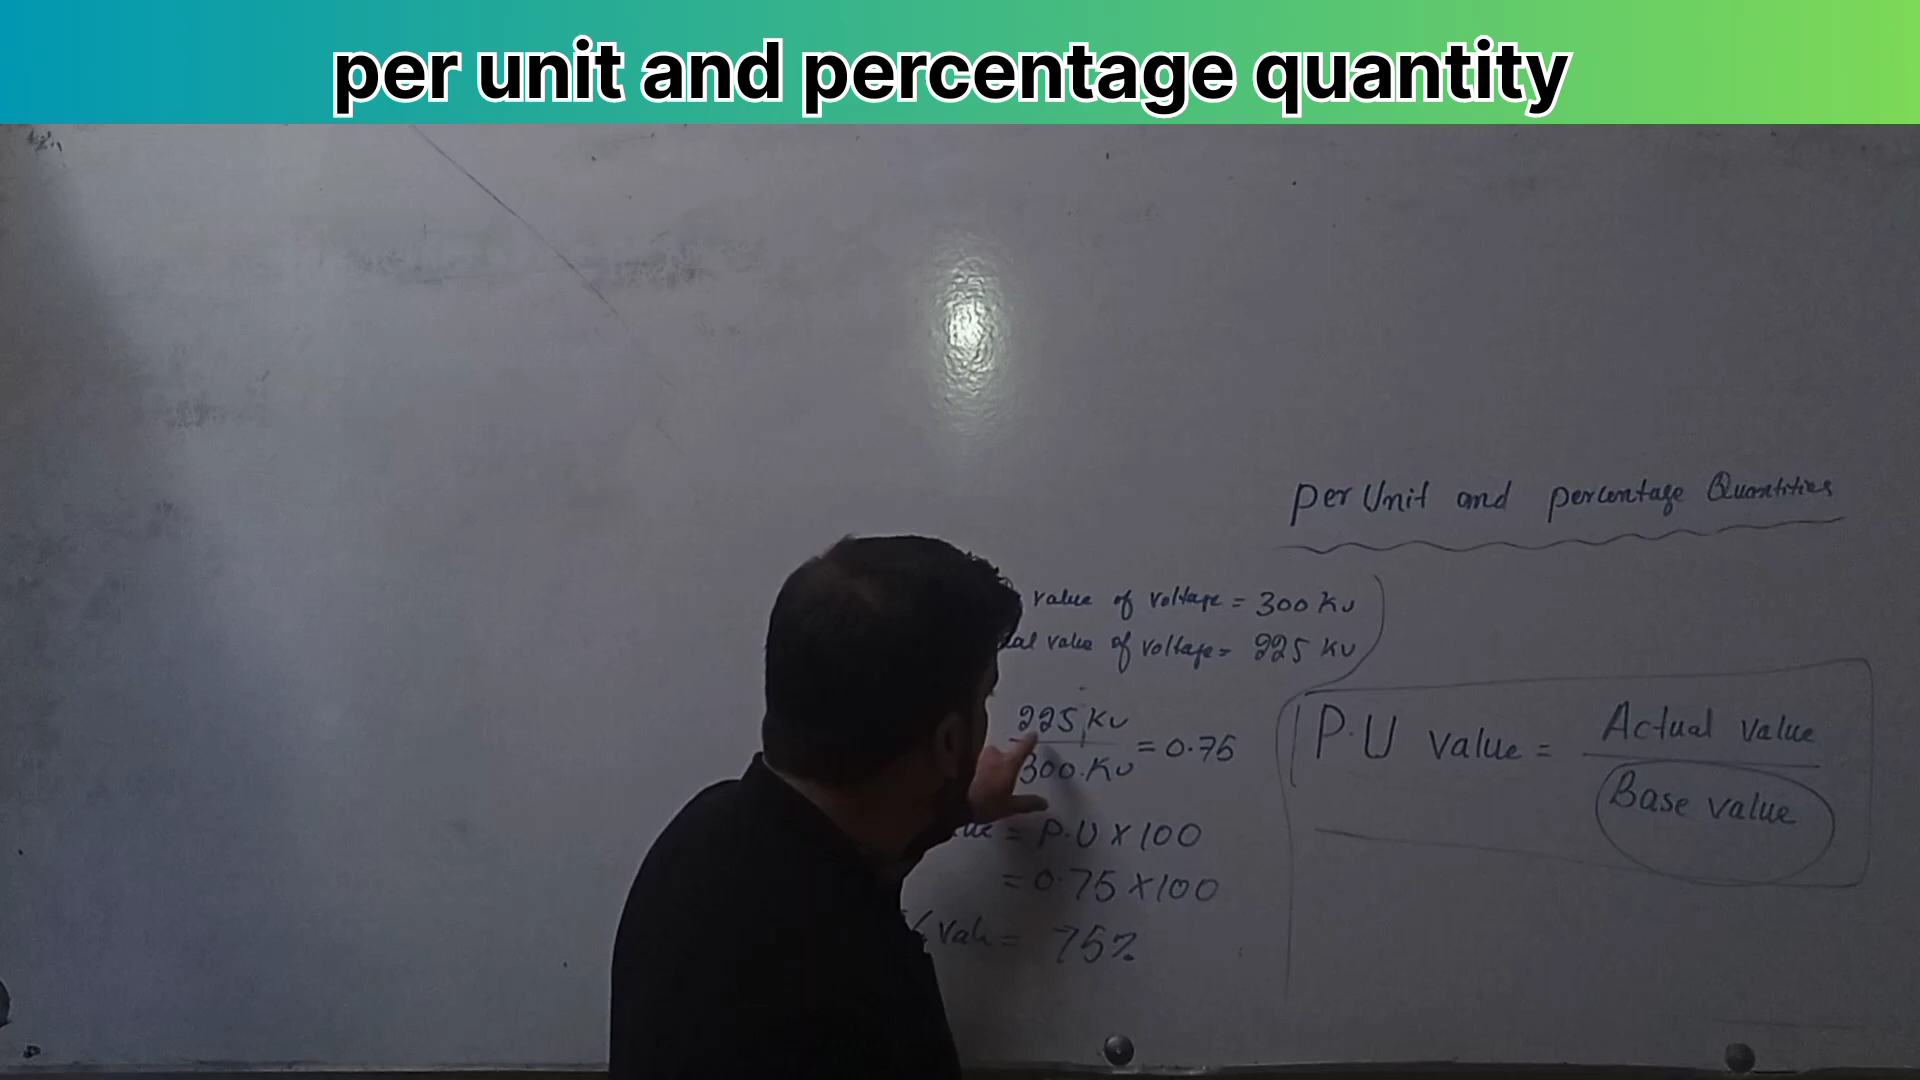 per unit and percentage quantity
per Unit and percentage Quantities
value of voltage = 300 KV
value of voltage = 225 KV
225 KV
= 0.75
300.KV
= P.U X 100
= 0.75 X 100
= 75%
P.U value =
Actual value
Base value